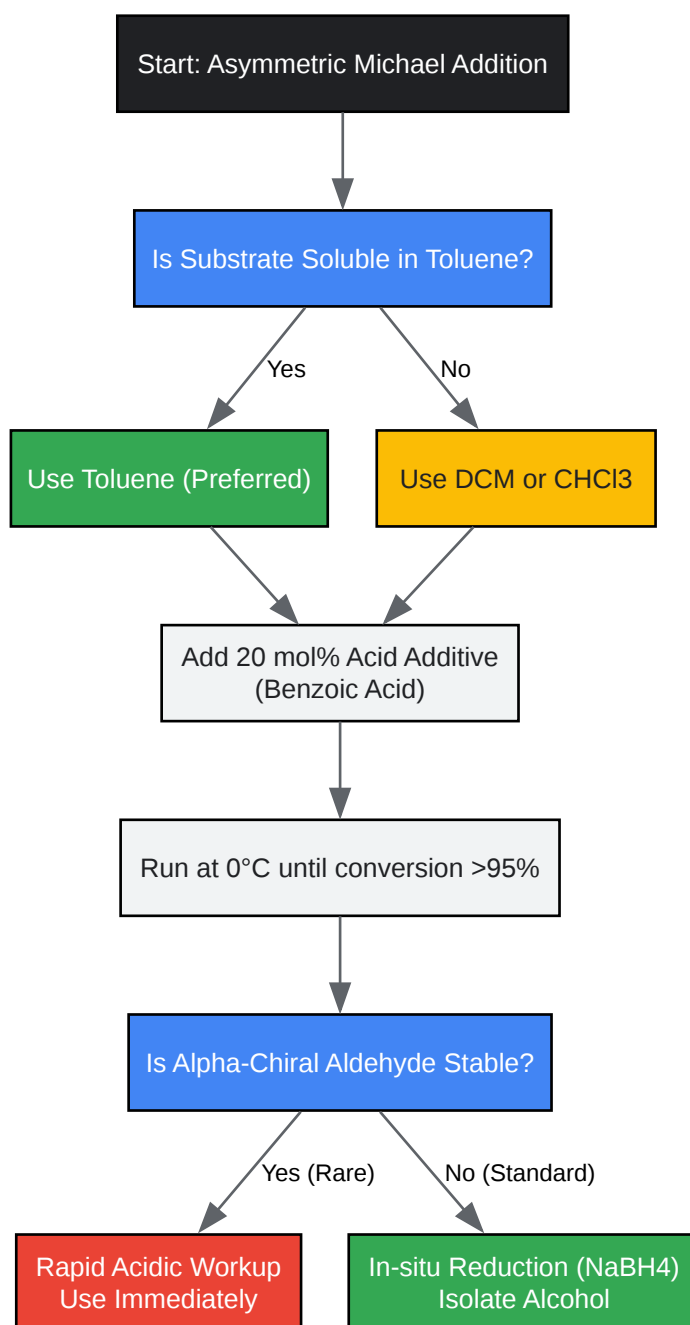 Start: Asymmetric Michael Addition
Is Substrate Soluble in Toluene?
Yes
No
Use Toluene (Preferred)
Use DCM or CHCl3
Add 20 mol% Acid Additive
(Benzoic Acid)
Run at 0°C until conversion >95%
Is Alpha-Chiral Aldehyde Stable?
Yes (Rare)
No (Standard)
Rapid Acidic Workup
Use Immediately
In-situ Reduction (NaBH4)
Isolate Alcohol